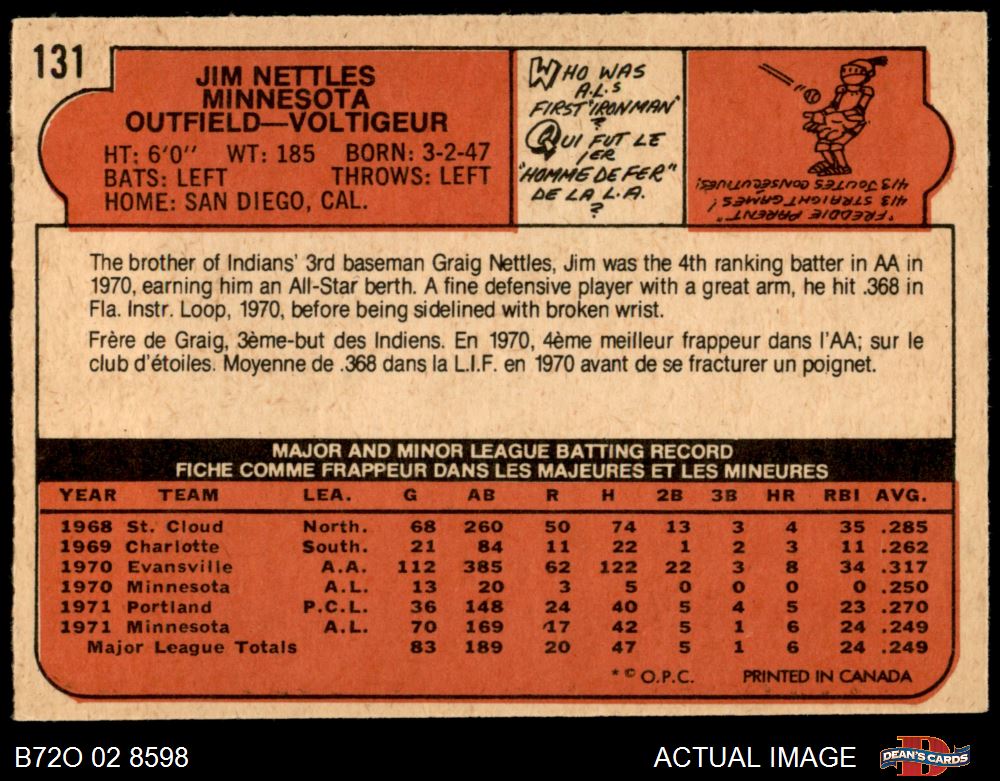 131
JIM NETTLES
MINNESOTA
OUTFIELD—VOLTIGEUR
HT: 6'0" WT: 185 BORN: 3-2-47
BATS: LEFT THROWS: LEFT
HOME: SAN DIEGO, CAL.
WHO WAS
A.L.'S
FIRST "IRONMAN"
?
QUI FUT LE
1ER
"HOMME DE FER"
DE LA L.A.
?
"FREDDIE PARENT"
413 STRAIGHT GAMES!
413 JOUTES CONSÉCUTIVES!
The brother of Indians' 3rd baseman Graig Nettles, Jim was the 4th ranking batter in AA in
1970, earning him an All-Star berth. A fine defensive player with a great arm, he hit .368 in
Fla. Instr. Loop, 1970, before being sidelined with broken wrist.
Frère de Graig, 3ème-but des Indiens. En 1970, 4ème meilleur frappeur dans l'AA; sur le
club d'étoiles. Moyenne de .368 dans la L.I.F. en 1970 avant de se fracturer un poignet.
MAJOR AND MINOR LEAGUE BATTING RECORD
FICHE COMME FRAPPEUR DANS LES MAJEURES ET LES MINEURES
YEAR TEAM LEA. G AB R H 2B 3B HR RBI AVG.
1968 St. Cloud North. 68 260 50 74 13 3 4 35 .285
1969 Charlotte South. 21 84 11 22 1 2 3 11 .262
1970 Evansville A.A. 112 385 62 122 22 3 8 34 .317
1970 Minnesota A.L. 13 20 3 5 0 0 0 0 .250
1971 Portland P.C.L. 36 148 24 40 5 4 5 23 .270
1971 Minnesota A.L. 70 169 17 42 5 1 6 24 .249
Major League Totals 83 189 20 47 5 1 6 24 .249
*© O.P.C. PRINTED IN CANADA
B72O 02 8598 ACTUAL IMAGE DEAN'S CARDS